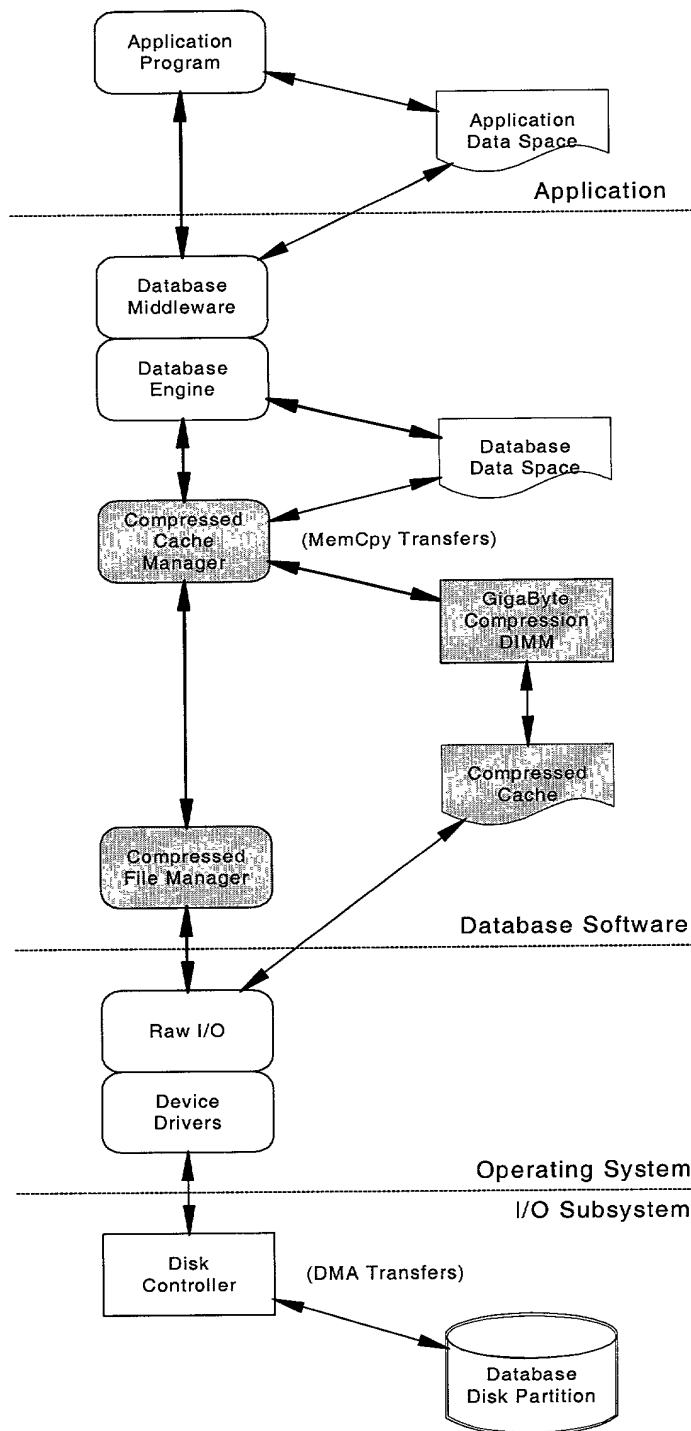 Application
Program
Application
Data Space
Application
Database
Middleware
Database
Engine
Database
Data Space
Compressed
Cache
Manager
(MemCpy Transfers)
GigaByte
Compression
DIMM
Compressed
Cache
Compressed
File Manager
Database Software
Raw I/O
Device
Drivers
Operating System
I/O Subsystem
Disk
Controller
(DMA Transfers)
Database
Disk Partition